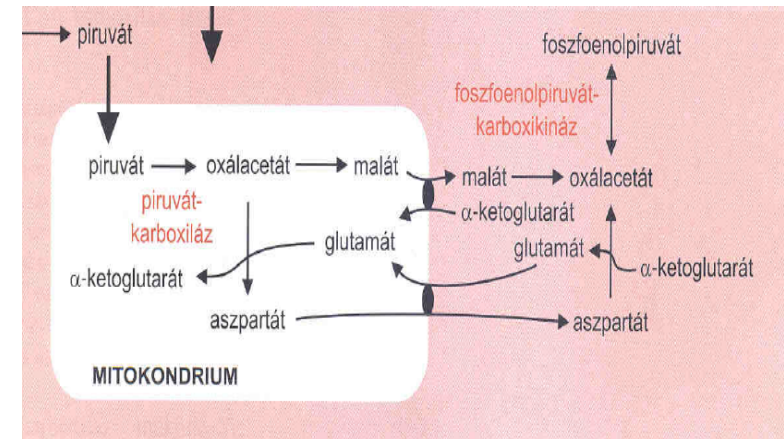 piruvát
foszfoenolpiruvát
foszfoenolpiruvát-
karboxikináz
piruvát
oxálacetát
malát
malát
oxálacetát
piruvát-
karboxiláz
α-ketoglutarát
glutamát
glutamát
α-ketoglutarát
α-ketoglutarát
aszpartát
aszpartát
MITOKONDRIUM